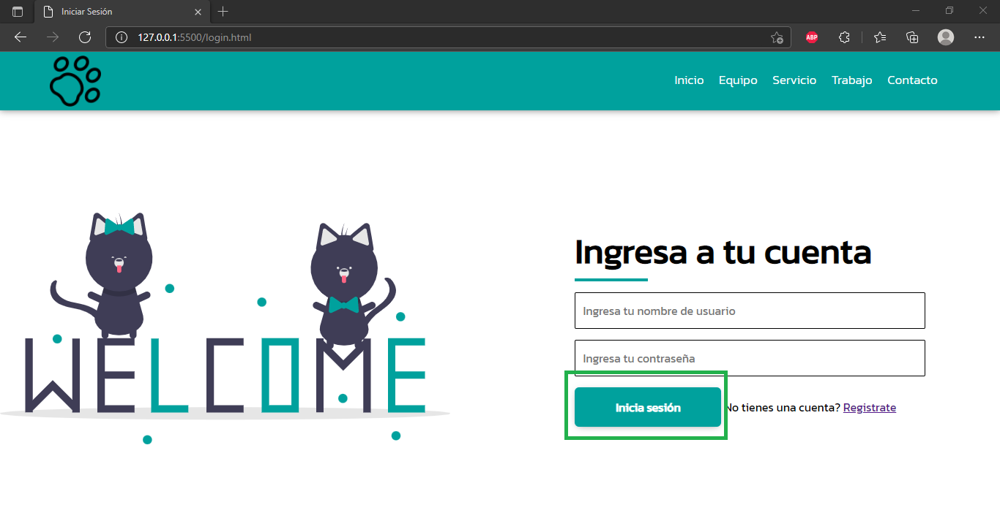 Iniciar Sesión
127.0.0.1:5500/login.html
ABP
Inicio Equipo Servicio Trabajo Contacto
WELCOME
Ingresa a tu cuenta
Ingresa tu nombre de usuario
Ingresa tu contraseña
Inicia sesión
No tienes una cuenta? Registrate